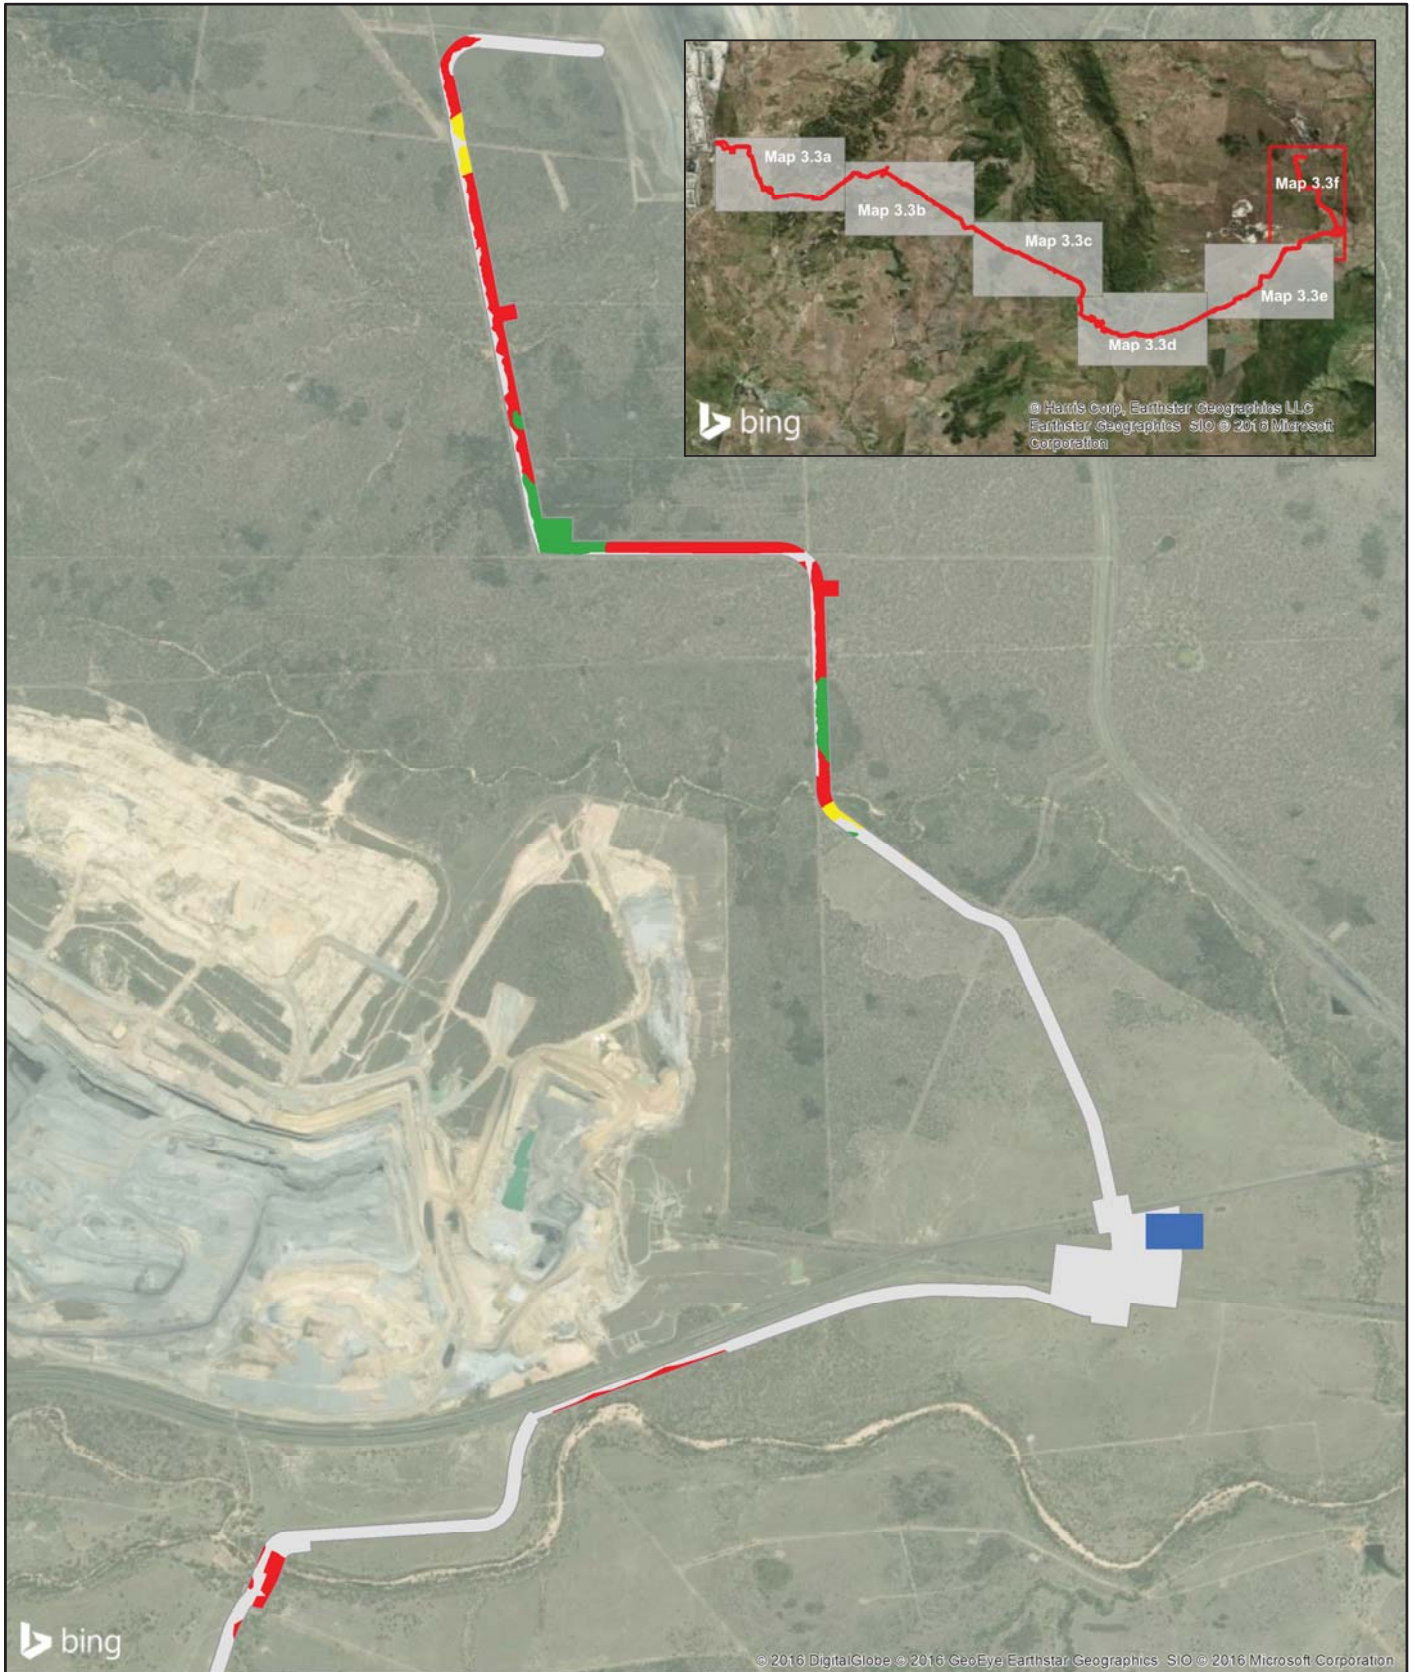 Map 3.3a
Map 3.3b
Map 3.3c
Map 3.3d
Map 3.3e
Map 3.3f
bing
© Harris Corp, Earthstar Geographics LLC
Earthstar Geographics SIO © 2016 Microsoft
Corporation
bing
© 2016 DigitalGlobe © 2016 GeoEye Earthstar Geographics SIO © 2016 Microsoft Corporation